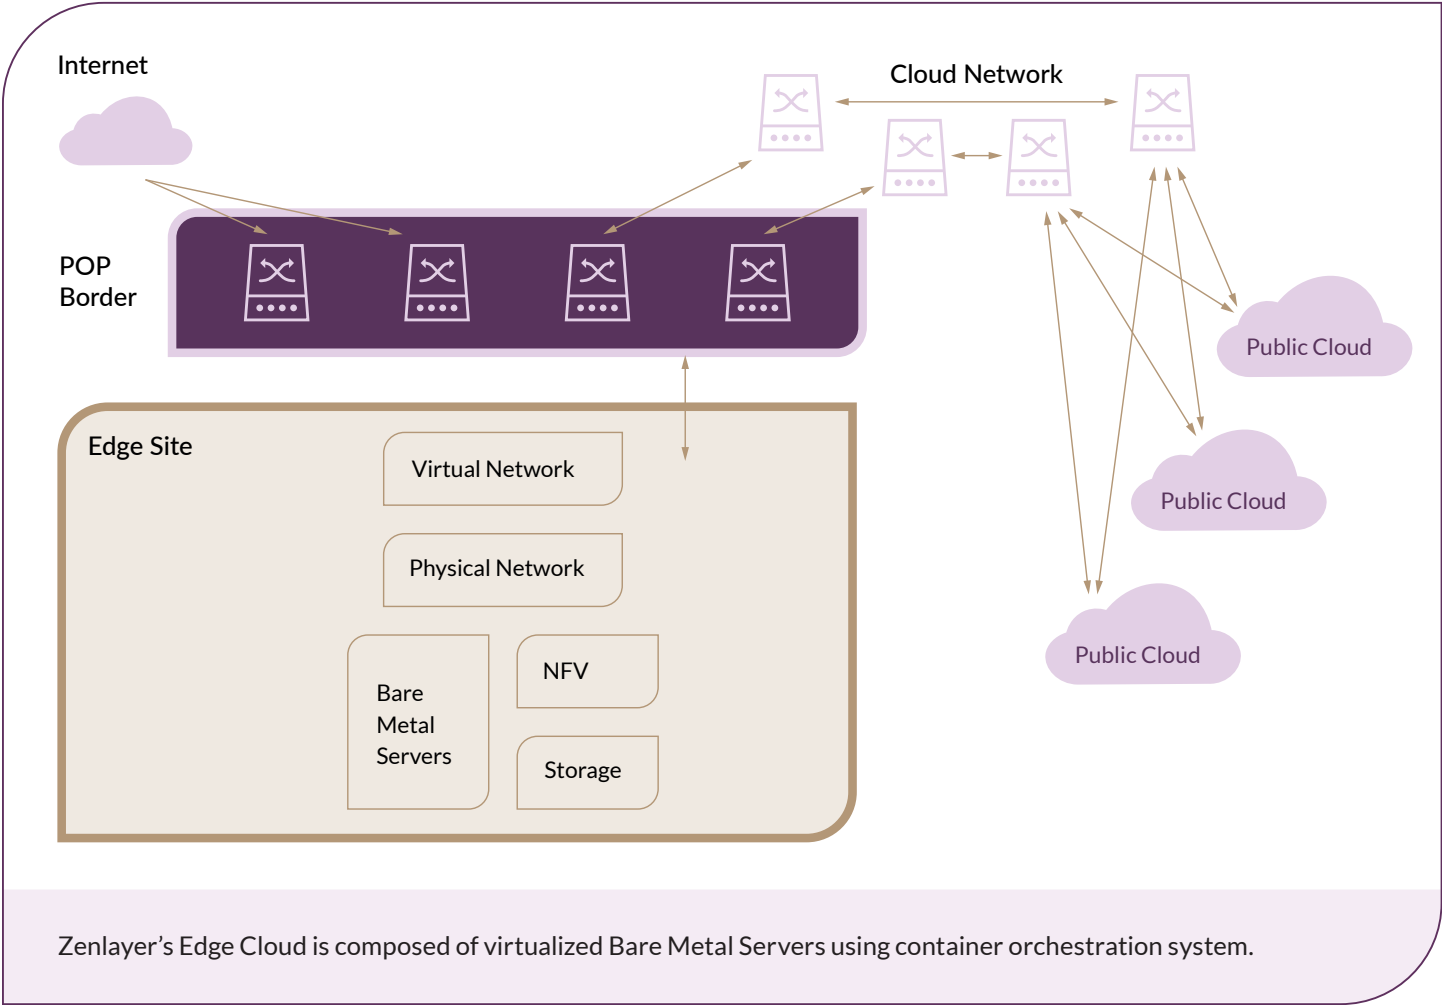 Internet
Cloud Network
POP
Border
Public Cloud
Edge Site
Virtual Network
Public Cloud
Physical Network
Public Cloud
NFV
Bare
Metal
Servers
Storage
Zenlayer’s Edge Cloud is composed of virtualized Bare Metal Servers using container orchestration system.